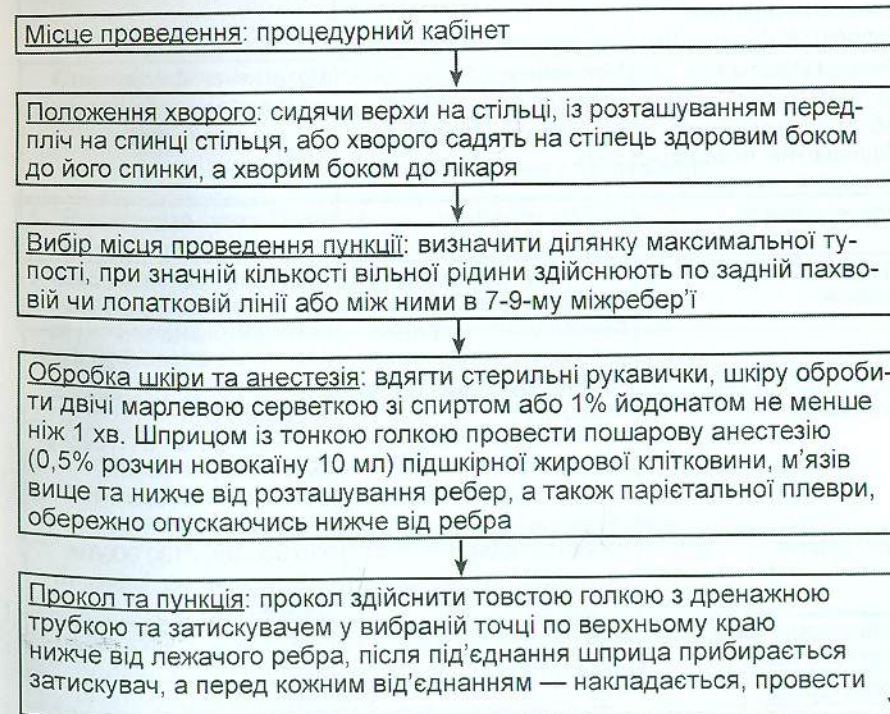 Місце проведення: процедурний кабінет
Положення хворого: сидячи верхи на стільці, із розташуванням перед-
пліч на спинці стільця, або хворого садять на стілець здоровим боком
до його спинки, а хворим боком до лікаря
Вибір місця проведення пункції: визначити ділянку максимальної ту-
пості, при значній кількості вільної рідини здійснюють по задній пахво-
вій чи лопатковій лінії або між ними в 7-9-му міжребер’ї
Обробка шкіри та анестезія: вдягти стерильні рукавички, шкіру оброби-
ти двічі марлевою серветкою зі спиртом або 1% йодонатом не менше
ніж 1 хв. Шприцом із тонкою голкою провести пошарову анестезію
(0,5% розчин новокаїну 10 мл) підшкірної жирової клітковини, м’язів
вище та нижче від розташування ребер, а також парієтальної плеври,
обережно опускаючись нижче від ребра
Прокол та пункція: прокол здійснити товстою голкою з дренажною
трубкою та затискувачем у вибраній точці по верхньому краю
нижче від лежачого ребра, після під’єднання шприца прибирається
затискувач, а перед кожним від’єднанням — накладається, провести